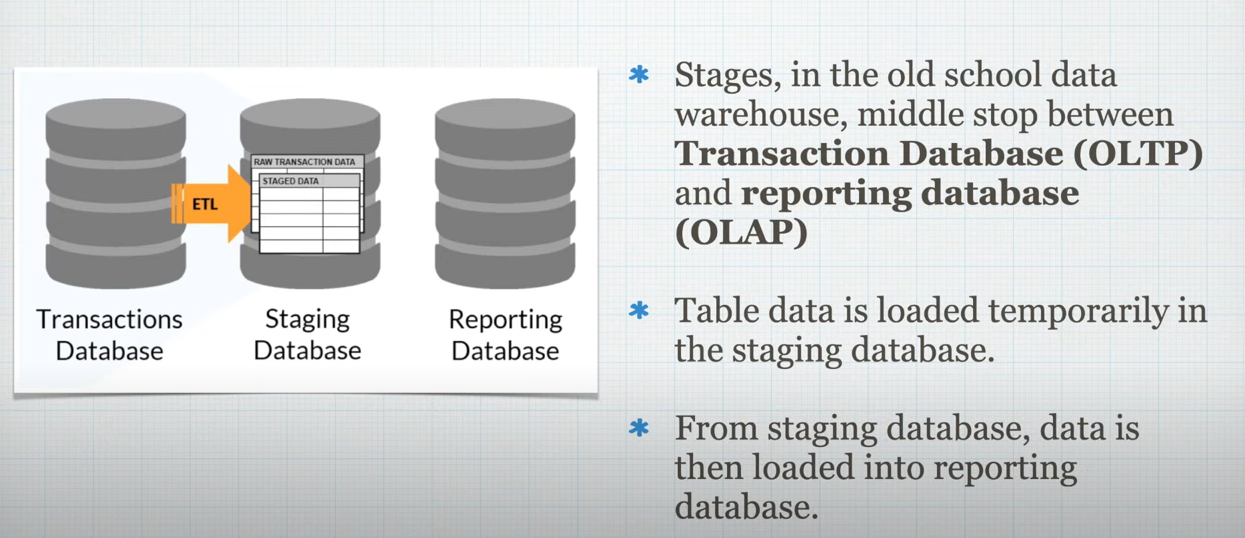 RAW TRANSACTION DATA
STAGED DATA
ETL
Transactions
Database
Staging
Database
Reporting
Database
* Stages, in the old school data
warehouse, middle stop between
Transaction Database (OLTP)
and reporting database
(OLAP)
* Table data is loaded temporarily in
the staging database.
* From staging database, data is
then loaded into reporting
database.